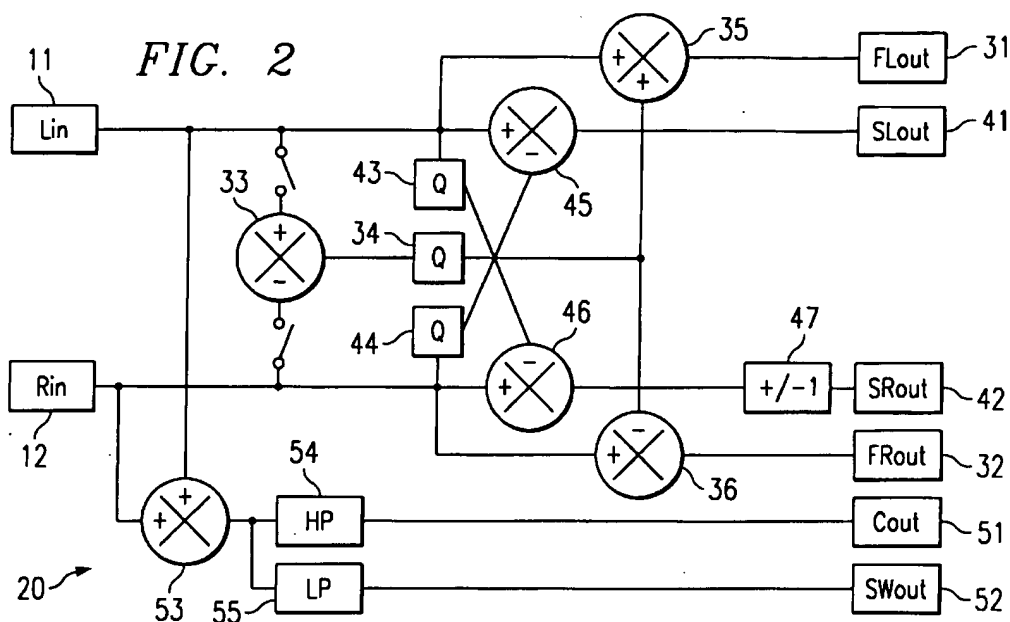 FIG. 2
11
Lin
35
FLout
31
SLout
41
+
+
+
-
45
33
+
-
43
Q
34
Q
44
Q
46
-
+
47
+/-1
SRout
42
Rin
12
-
+
36
FRout
32
+
+
53
54
HP
Cout
51
20
55
LP
SWout
52